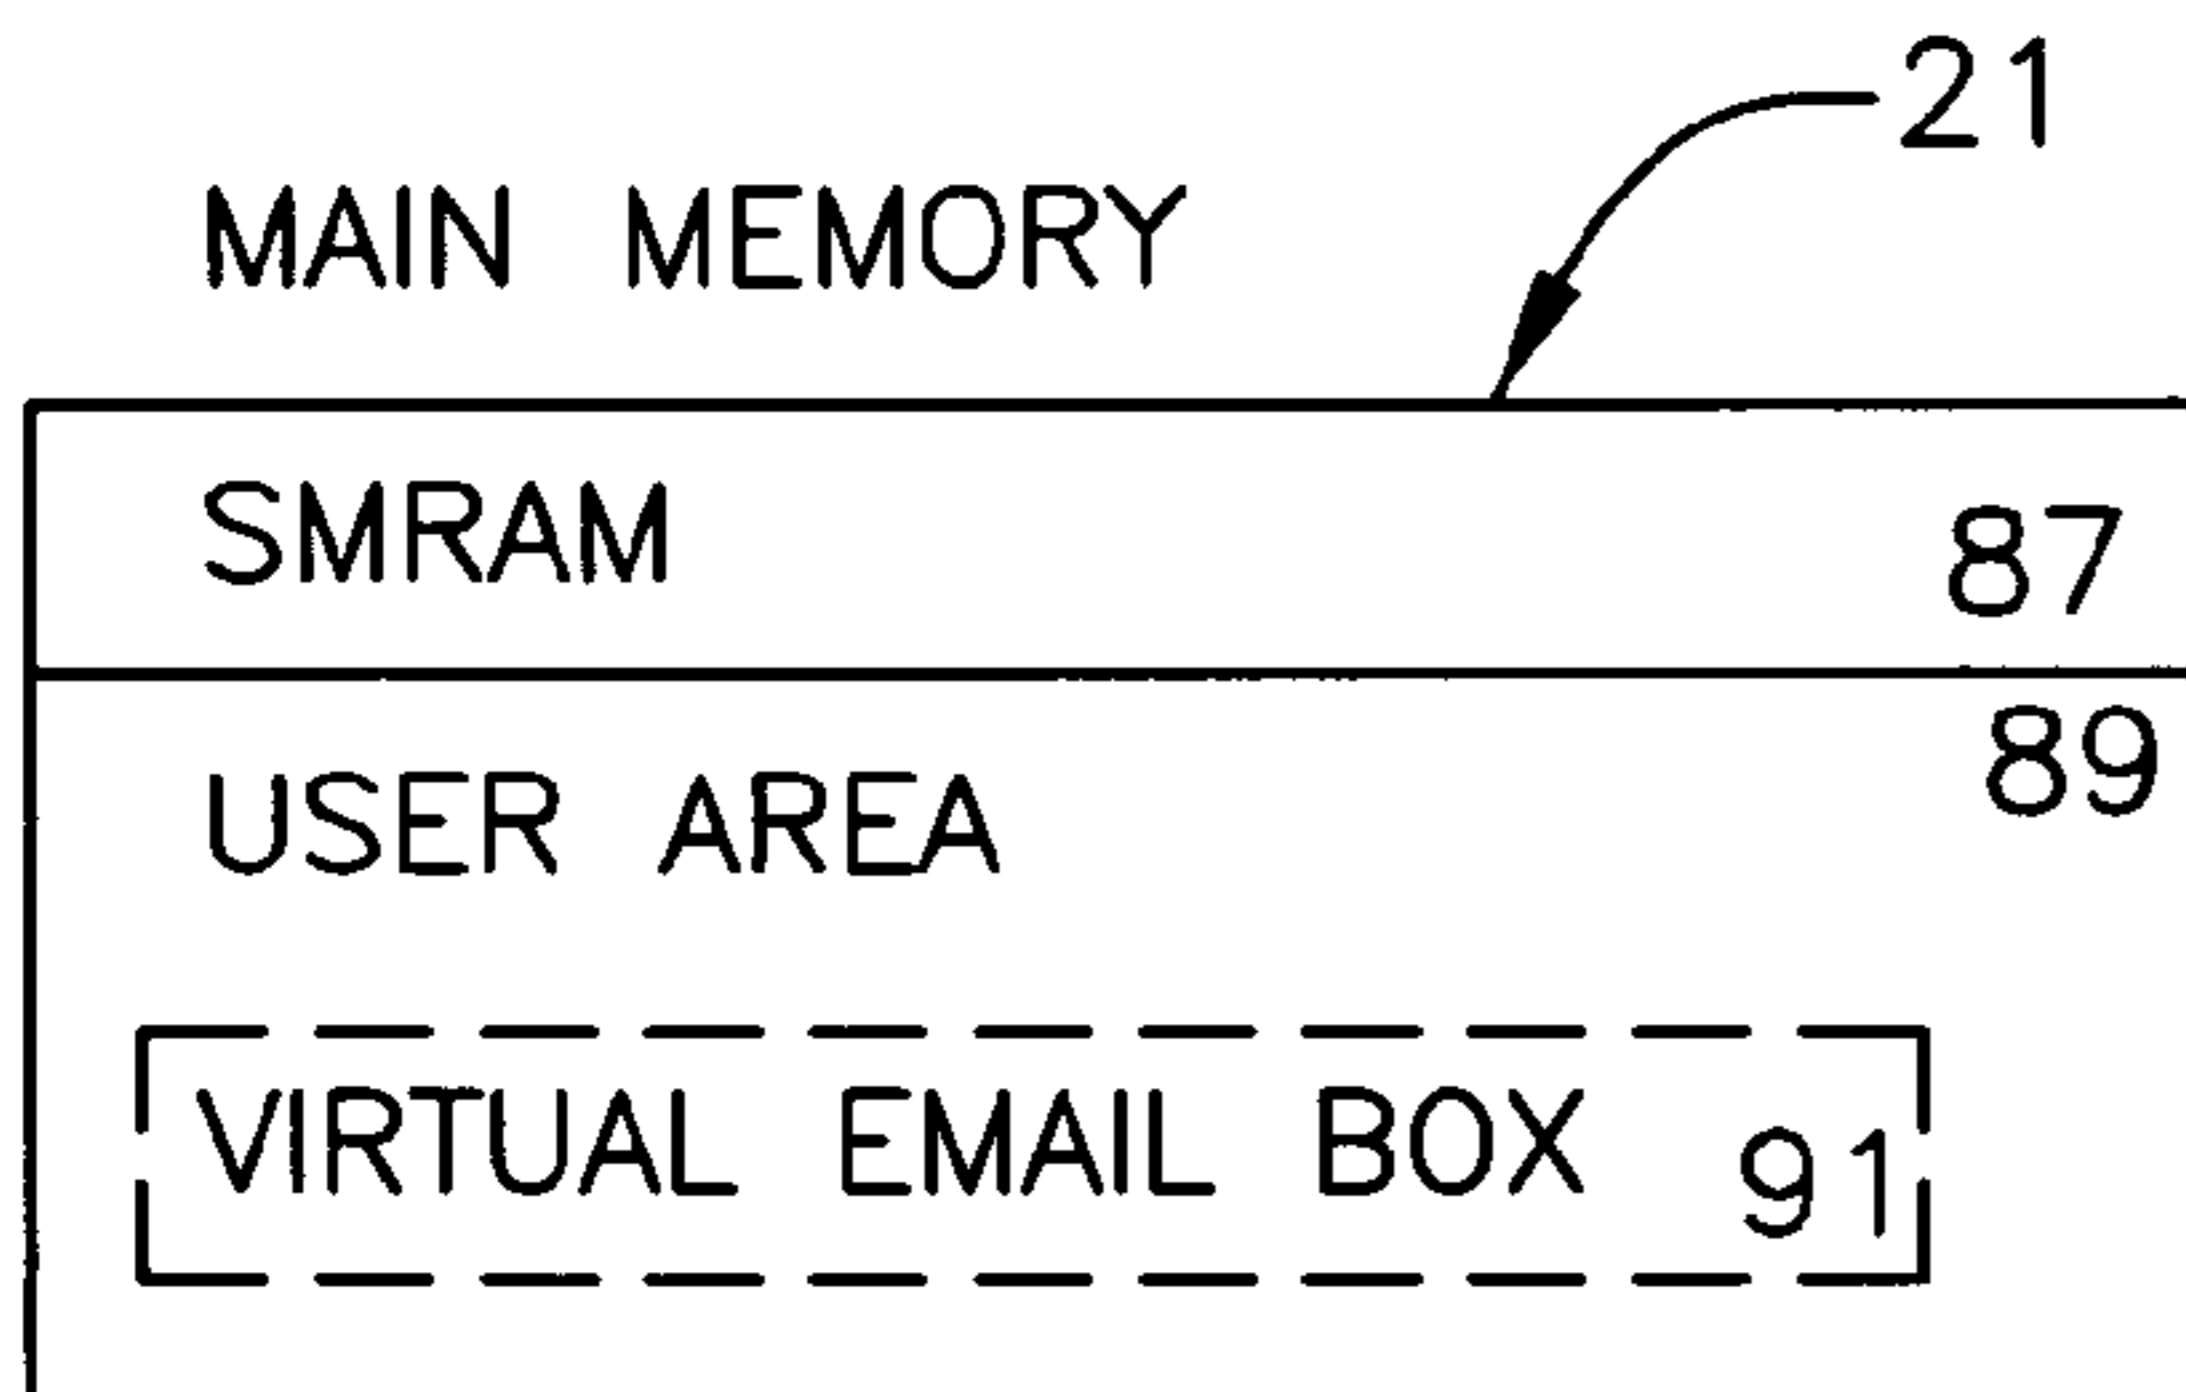 21
MAIN MEMORY
SMRAM 87
89
USER AREA
VIRTUAL EMAIL BOX 91